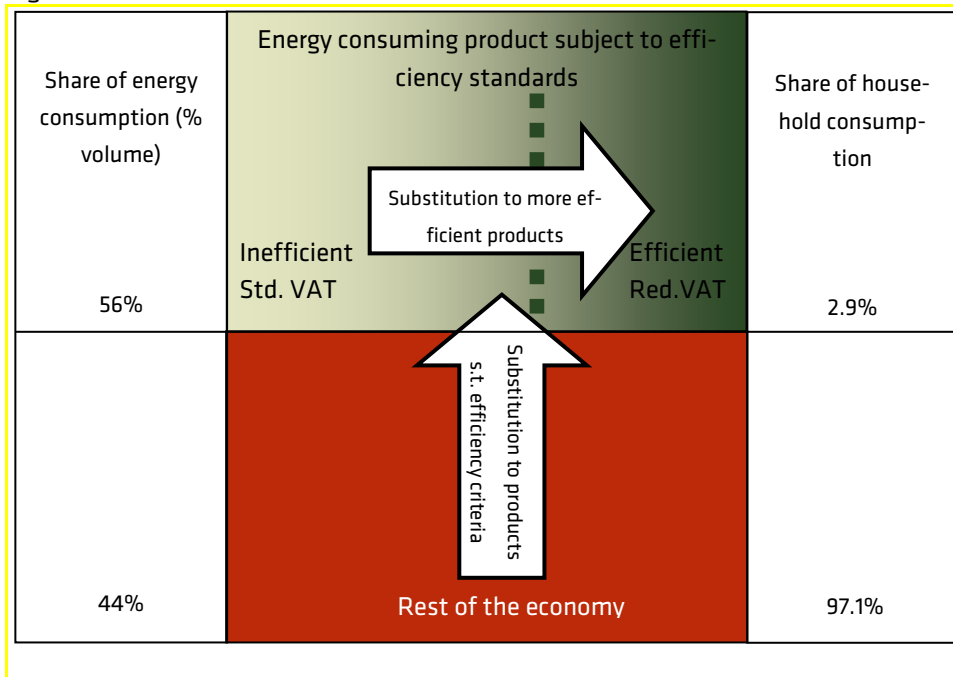 Share of energy
consumption (%
volume)
56%
Energy consuming product subject to effi-
ciency standards
Substitution to more ef-
ficient products
Inefficient
Std. VAT
Efficient
Red.VAT
Share of house-
hold consump-
tion
2.9%
Substitution to products
s.t. efficiency criteria
44%
Rest of the economy
97.1%